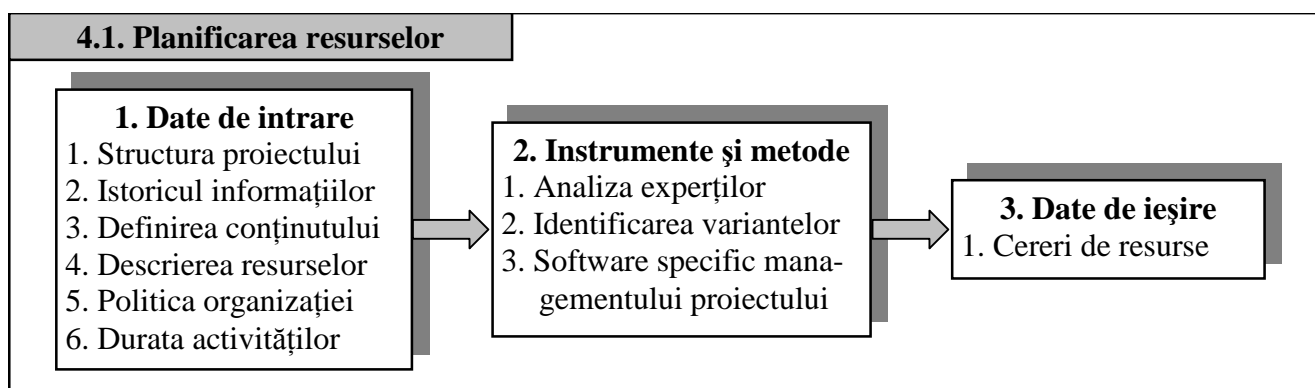 4.1. Planificarea resurselor
1. Date de intrare
1. Structura proiectului
2. Istoricul informațiilor
3. Definirea conținutului
4. Descrierea resurselor
5. Politica organizației
6. Durata activităților
2. Instrumente şi metode
1. Analiza experților
2. Identificarea variantelor
3. Software specific mana-
gementului proiectului
3. Date de ieşire
1. Cereri de resurse